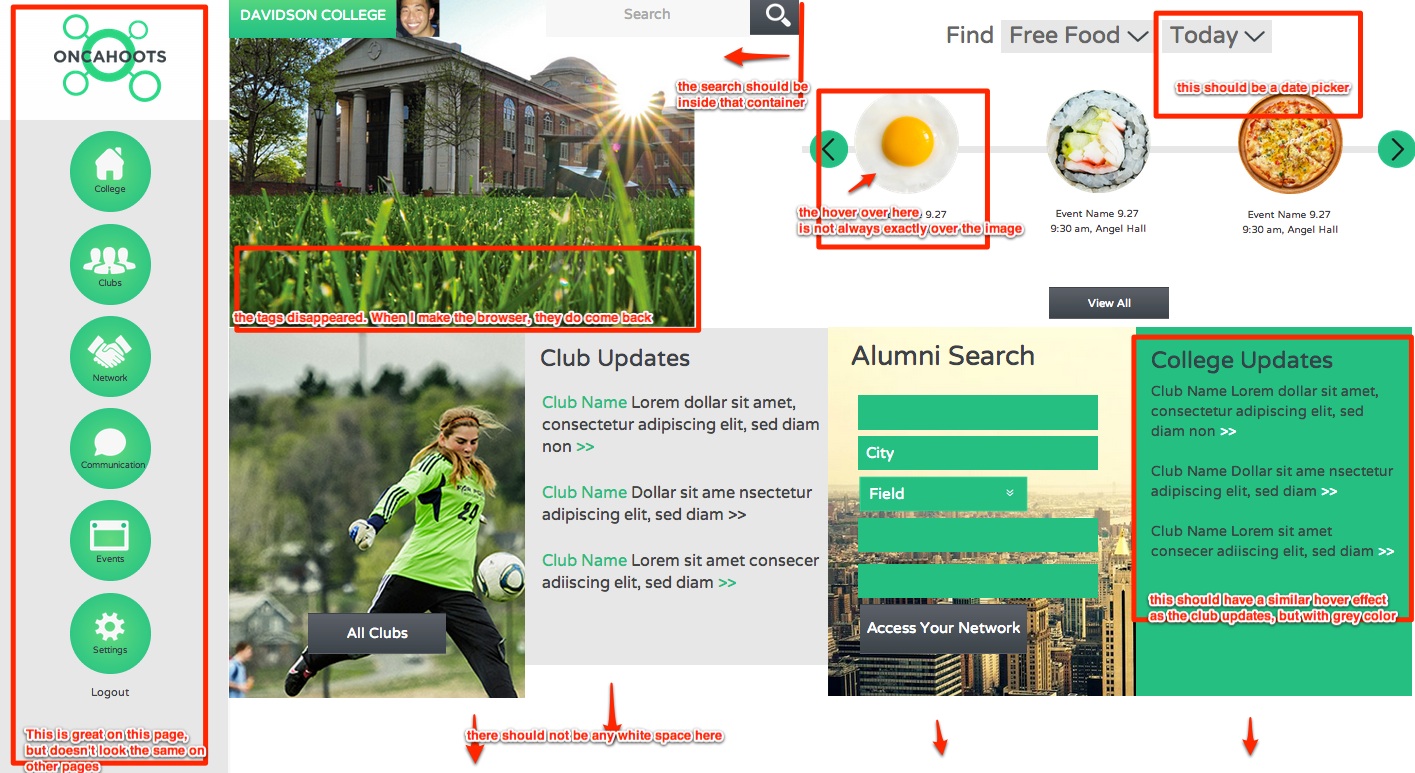 ONCAHOOTS
College
Clubs
Network
Communication
Events
Settings
Logout
This is great on this page,
but doesn't look the same on
other pages
DAVIDSON COLLEGE
Search
the search should be
inside that container
the tags disappeared. When I make the browser, they do come back
Find Free Food Today
this should be a date picker
the hover over here
is not always exactly over the image
9.27
Event Name 9.27
9:30 am, Angel Hall
Event Name 9.27
9:30 am, Angel Hall
View All
All Clubs
Club Updates
Club Name Lorem dollar sit amet,
consectetur adipiscing elit, sed diam
non >>
Club Name Dollar sit ame nsectetur
adipiscing elit, sed diam >>
Club Name Lorem sit amet consecer
adiiscing elit, sed diam >>
Alumni Search
City
Field
Access Your Network
College Updates
Club Name Lorem dollar sit amet,
consectetur adipiscing elit, sed
diam non >>
Club Name Dollar sit amet nsectetur
adipiscing elit, sed diam >>
Club Name Lorem sit amet
consecer adiiscing elit, sed diam >>
this should have a similar hover effect
as the club updates, but with grey color
there should not be any white space here
24